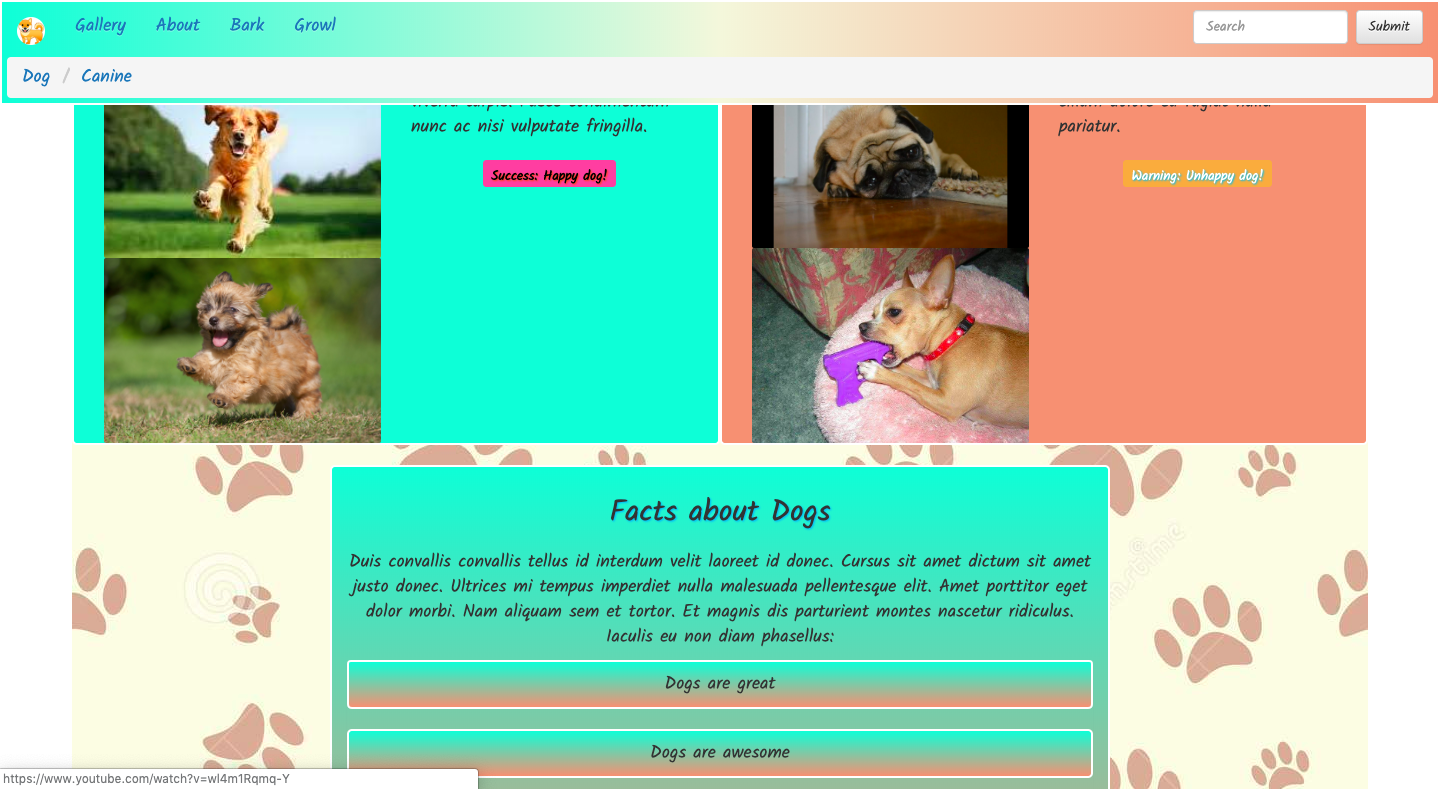 Gallery About Bark Growl Search Submit
Dog / Canine
nunc ac nisi vulputate fringilla.
Success: Happy dog!
pariatur.
Warning: Unhappy dog!
Facts about Dogs
Duis convallis convallis tellus id interdum velit laoreet id donec. Cursus sit amet dictum sit amet
justo donec. Ultrices mi tempus imperdiet nulla malesuada pellentesque elit. Amet porttitor eget
dolor morbi. Nam aliquam sem et tortor. Et magnis dis parturient montes nascetur ridiculus.
Iaculis eu non diam phasellus:
Dogs are great
Dogs are awesome
https://www.youtube.com/watch?v=wl4m1Rqmq-Y